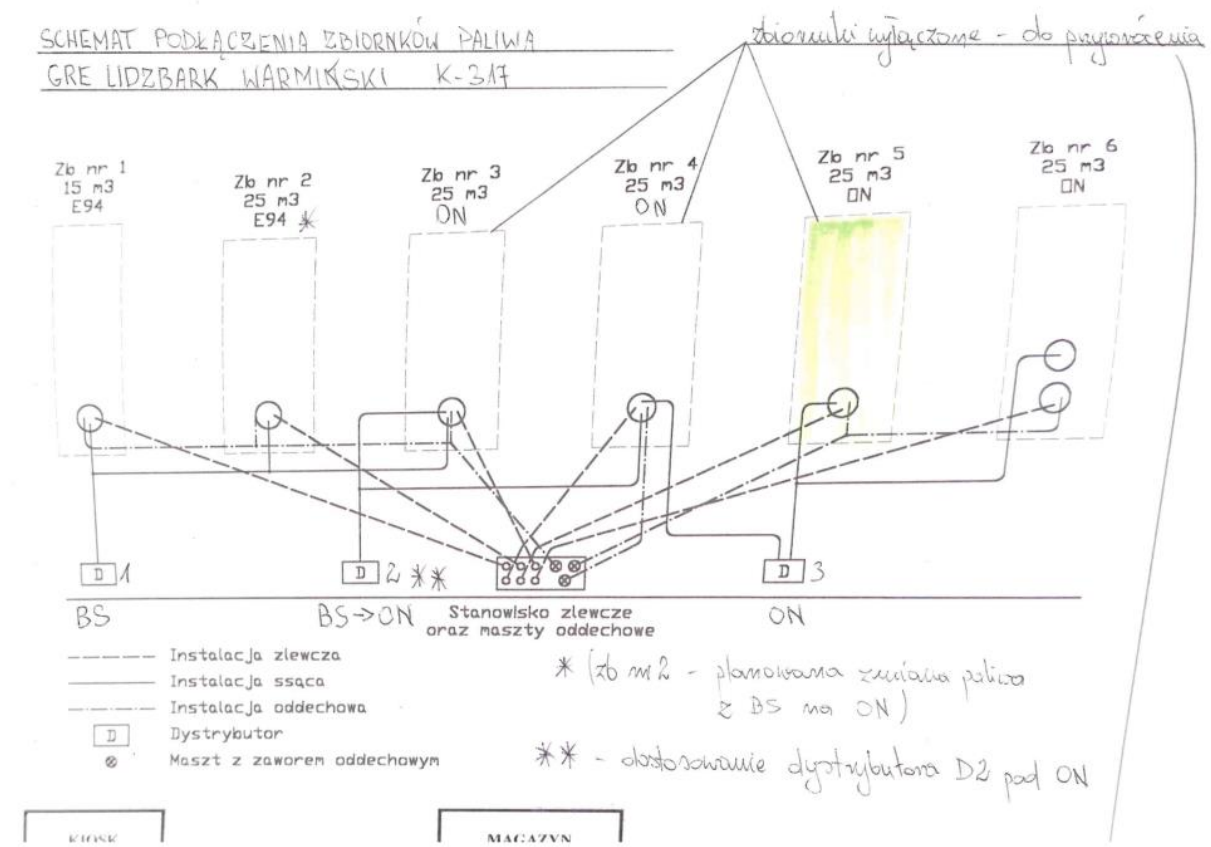 SCHEMAT PODŁĄCZENIA ZBIORNKÓW PALIWA
GRE LIDZBARK WARMIŃSKI K-317
zbiorniki wyłączone - do przywrócenia
Zb nr 1
15 m3
E94
Zb nr 2
25 m3
E94 *
Zb nr 3
25 m3
ON
Zb nr 4
25 m3
ON
Zb nr 5
25 m3
ON
Zb nr 6
25 m3
ON
D 1
D 2 **
D 3
BS
BS→ON
Stanowisko zlewcze
oraz maszty oddechowe
ON
Instalacja zlewcza
Instalacja ssąca
Instalacja oddechowa
D Dystrybutor
Maszt z zaworem oddechowym
* (zb nr 2 - planowana zmiana paliwa
z BS na ON)
** - dostosowanie dystrybutora D2 pod ON
KIOSK
MAGAZYN